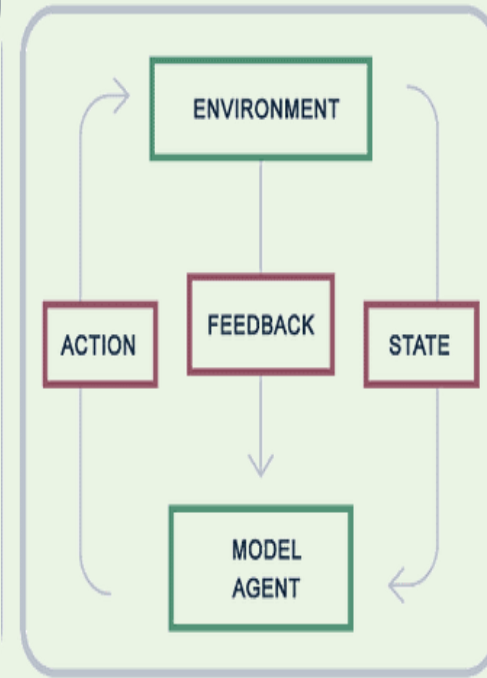 ENVIRONMENT
ACTION
FEEDBACK
STATE
MODEL
AGENT